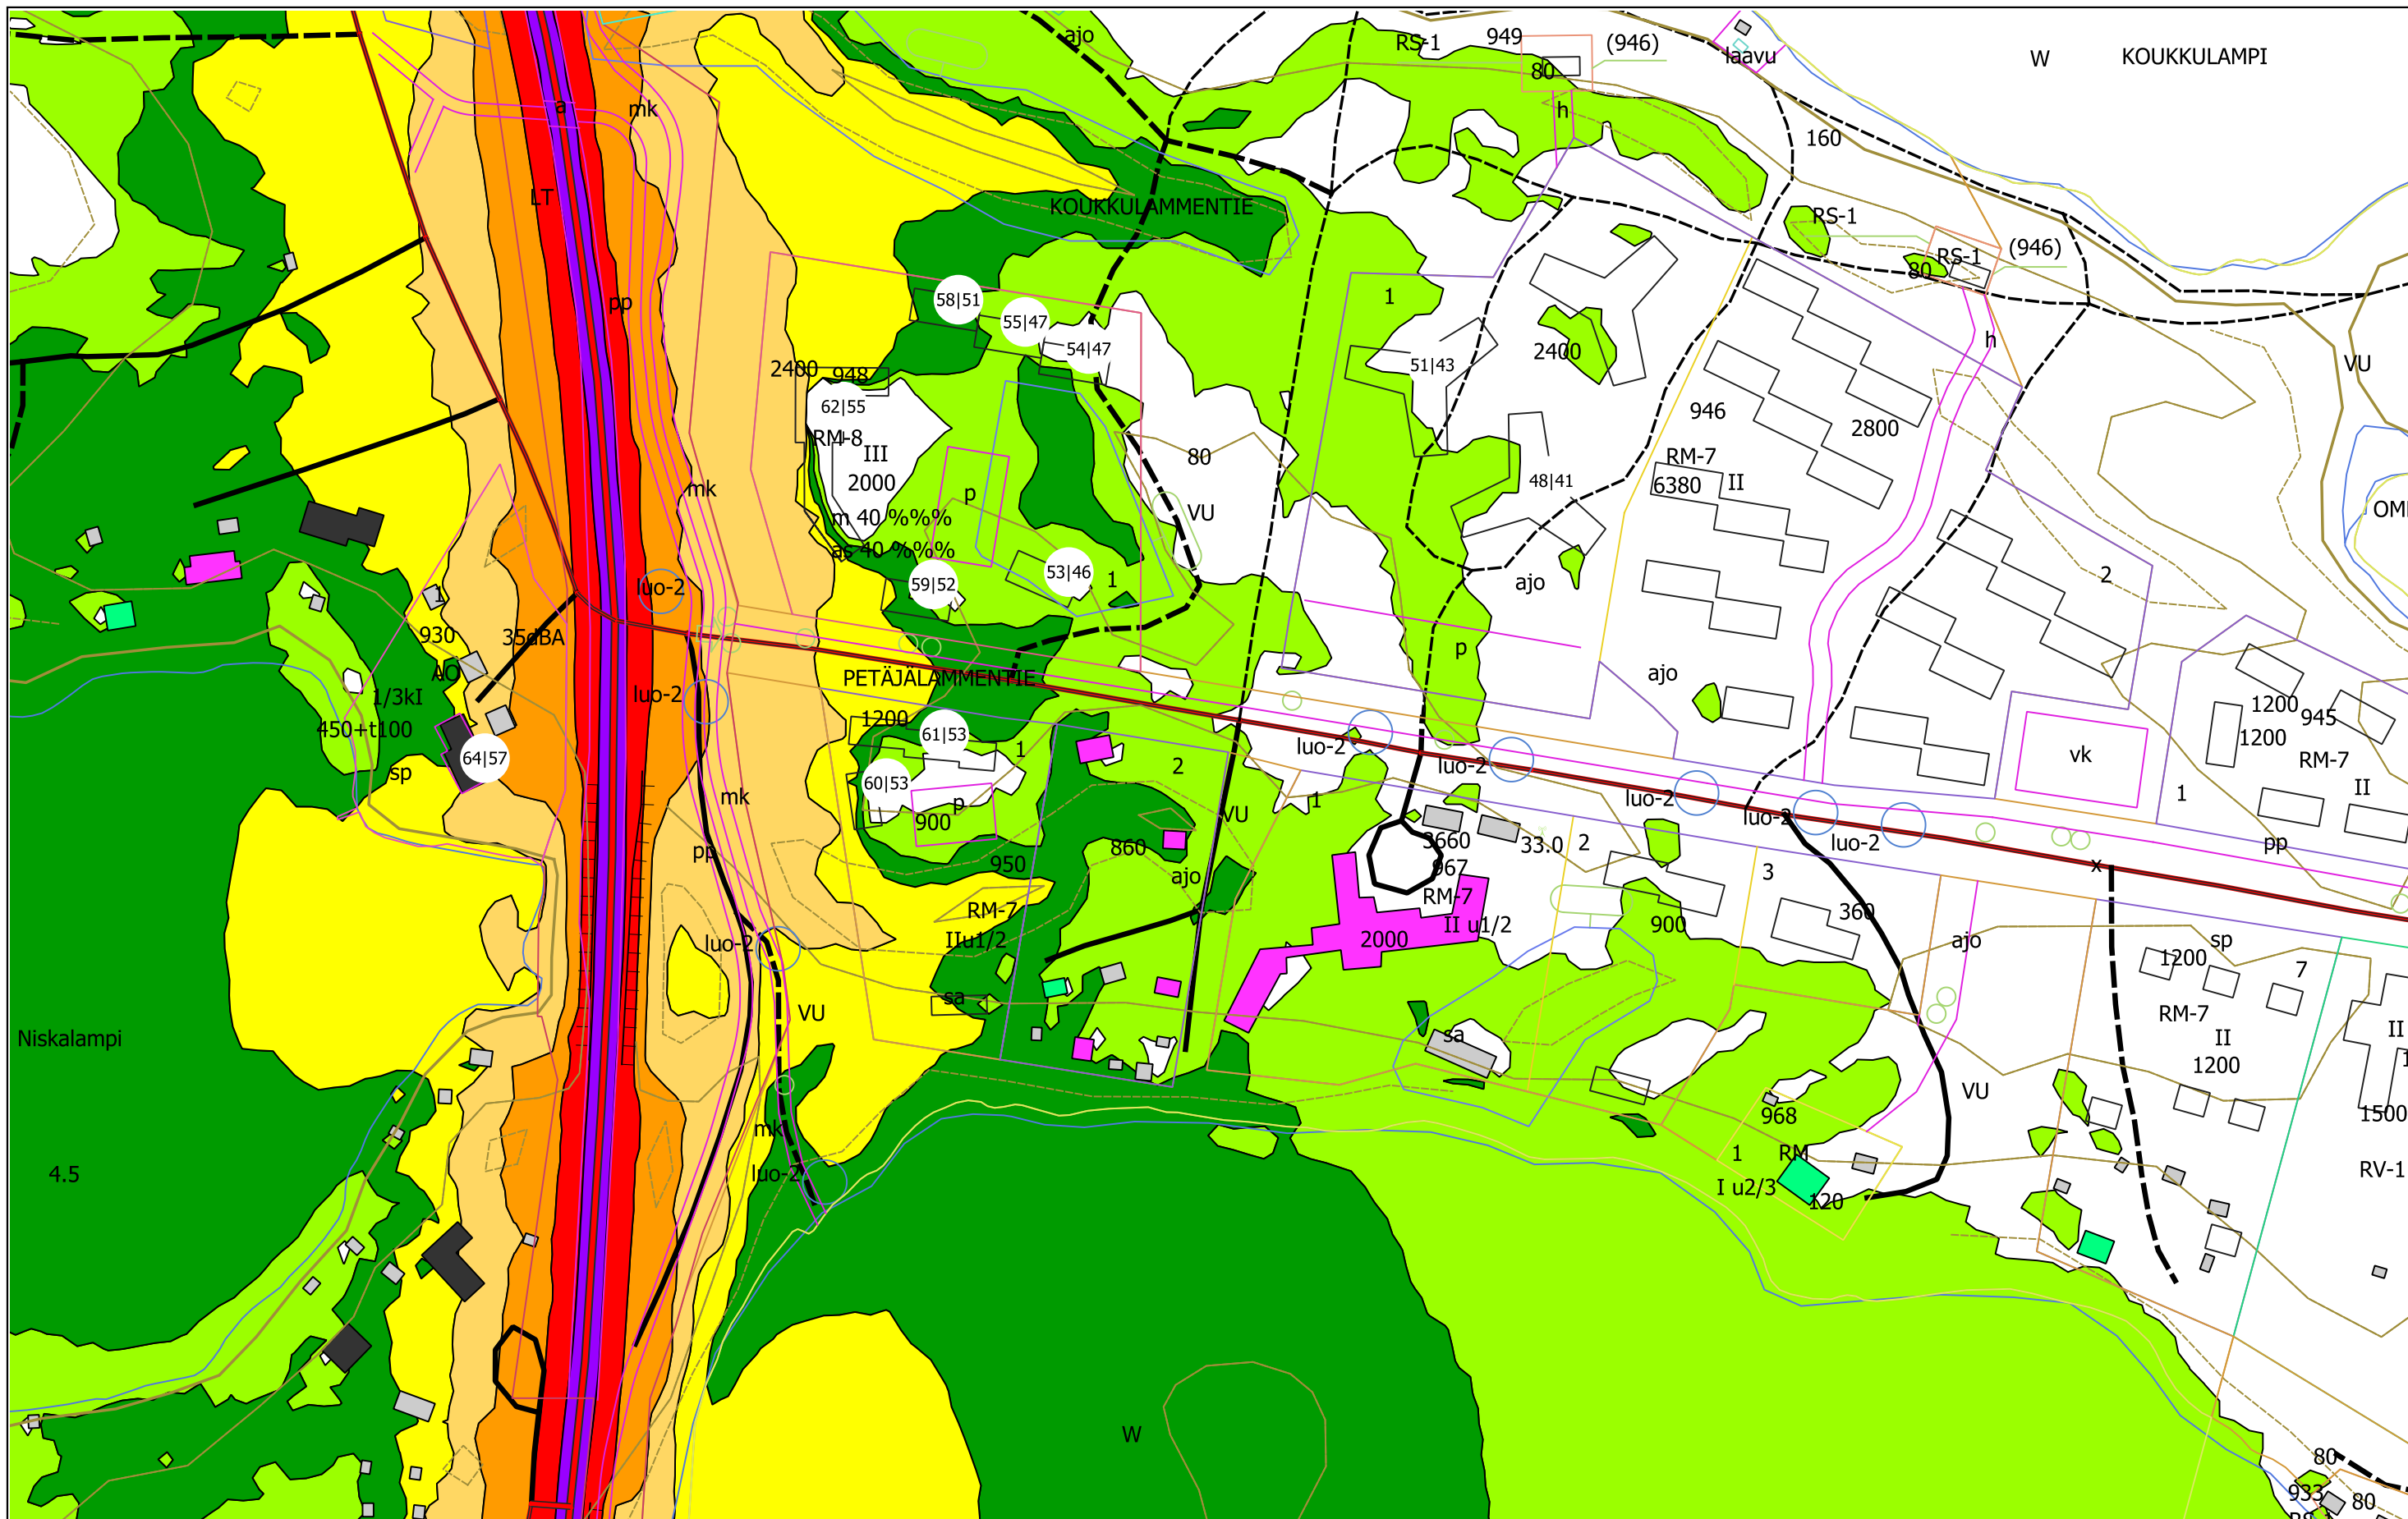 ajo
RS-1
949
(946)
laavu
W
KOUKKULAMPI
80
h
a
mk
160
LT
KOUKKULAMMENTIE
RS-1
RS-1
(946)
80
pp
58|51
1
55|47
h
54|47
2400
VU
51|43
2400
948
62|55
946
2800
RM-8
III
80
RM-7
2000
p
mk
48|41
6380
II
VU
OM
m 40 %%%
as 40 %%%
53|46
1
ajo
2
luo-2
59|52
1
930
35dBA
p
AO
PETÄJÄLAMMENTIE
ajo
1/3kI
luo-2
1200
1200
945
450+t100
61|53
1
luo-2
1200
64|57
sp
2
luo-2
vk
RM-7
60|53
II
mk
p
1
luo-2
1
900
VU
luo-2
pp
950
860
3660
33.0
2
luo-2
pp
967
x
ajo
3
RM-7
RM-7
360
II u1/2
900
IIu1/2
2000
ajo
sp
luo-2
1200
7
sa
VU
RM-7
Niskalampi
sa
II
II
1200
VU
968
1500
mk
1
RM
4.5
luo-2
RV-1
I u2/3
120
W
80
933
80